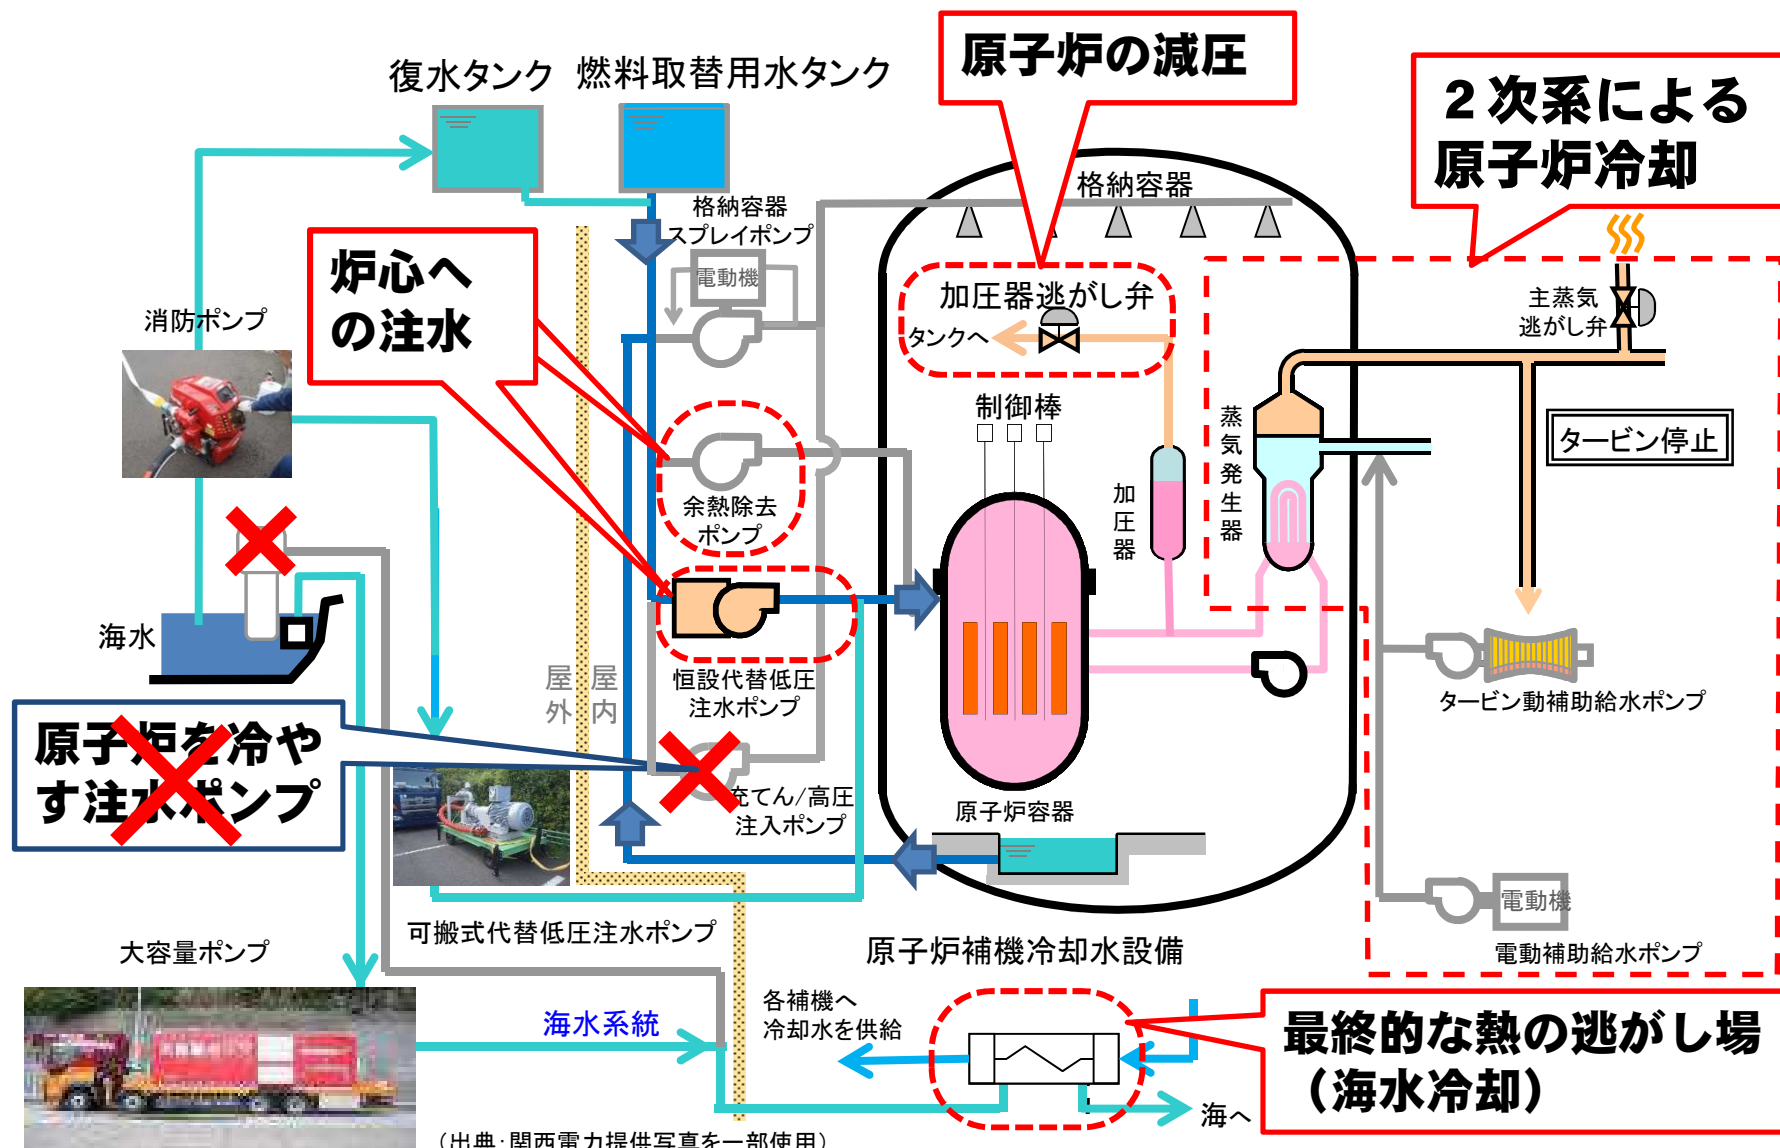 原子炉の減圧
２次系による
原子炉冷却
復水タンク
燃料取替用水タンク
格納容器
格納容器
スプレイポンプ
電動機
炉心へ
の注水
消防ポンプ
加圧器逃がし弁
タンクへ
主蒸気
逃がし弁
制御棒
蒸気発生器
タービン停止
加圧器
余熱除去
ポンプ
海水
屋外
屋内
恒設代替低圧
注水ポンプ
タービン動補助給水ポンプ
原子炉を冷や
す注水ポンプ
充てん/高圧
注入ポンプ
原子炉容器
電動機
可搬式代替低圧注水ポンプ
原子炉補機冷却水設備
電動補助給水ポンプ
大容量ポンプ
海水系統
各補機へ
冷却水を供給
最終的な熱の逃がし場
（海水冷却）
海へ
（出典：関西電力提供写真を一部使用）